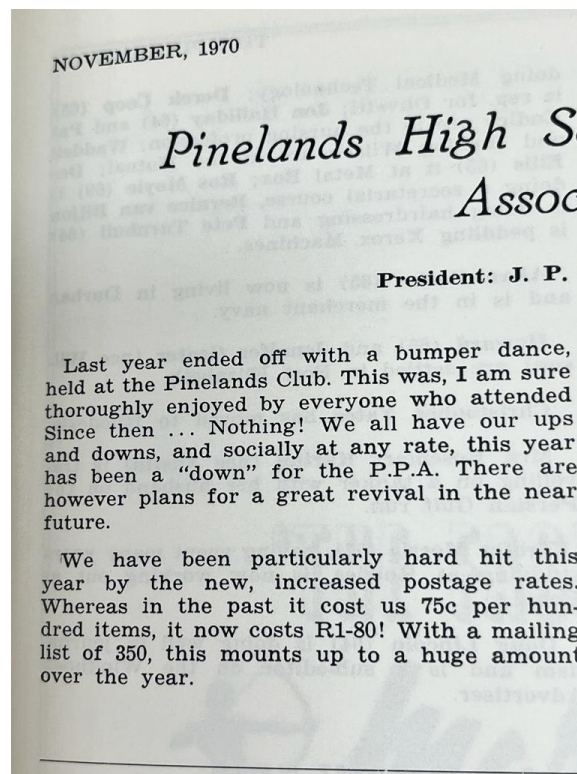 NOVEMBER, 1970
Pinelands High
Assoc
President: J. P.
Last year ended off with a bumper dance,
held at the Pinelands Club. This was, I am sure
thoroughly enjoyed by everyone who attended
Since then ... Nothing! We all have our ups
and downs, and socially at any rate, this year
has been a “down” for the P.P.A. There are
however plans for a great revival in the near
future.
We have been particularly hard hit this
year by the new, increased postage rates.
Whereas in the past it cost us 75c per hun-
dred items, it now costs R1-80! With a mailing
list of 350, this mounts up to a huge amount
over the year.